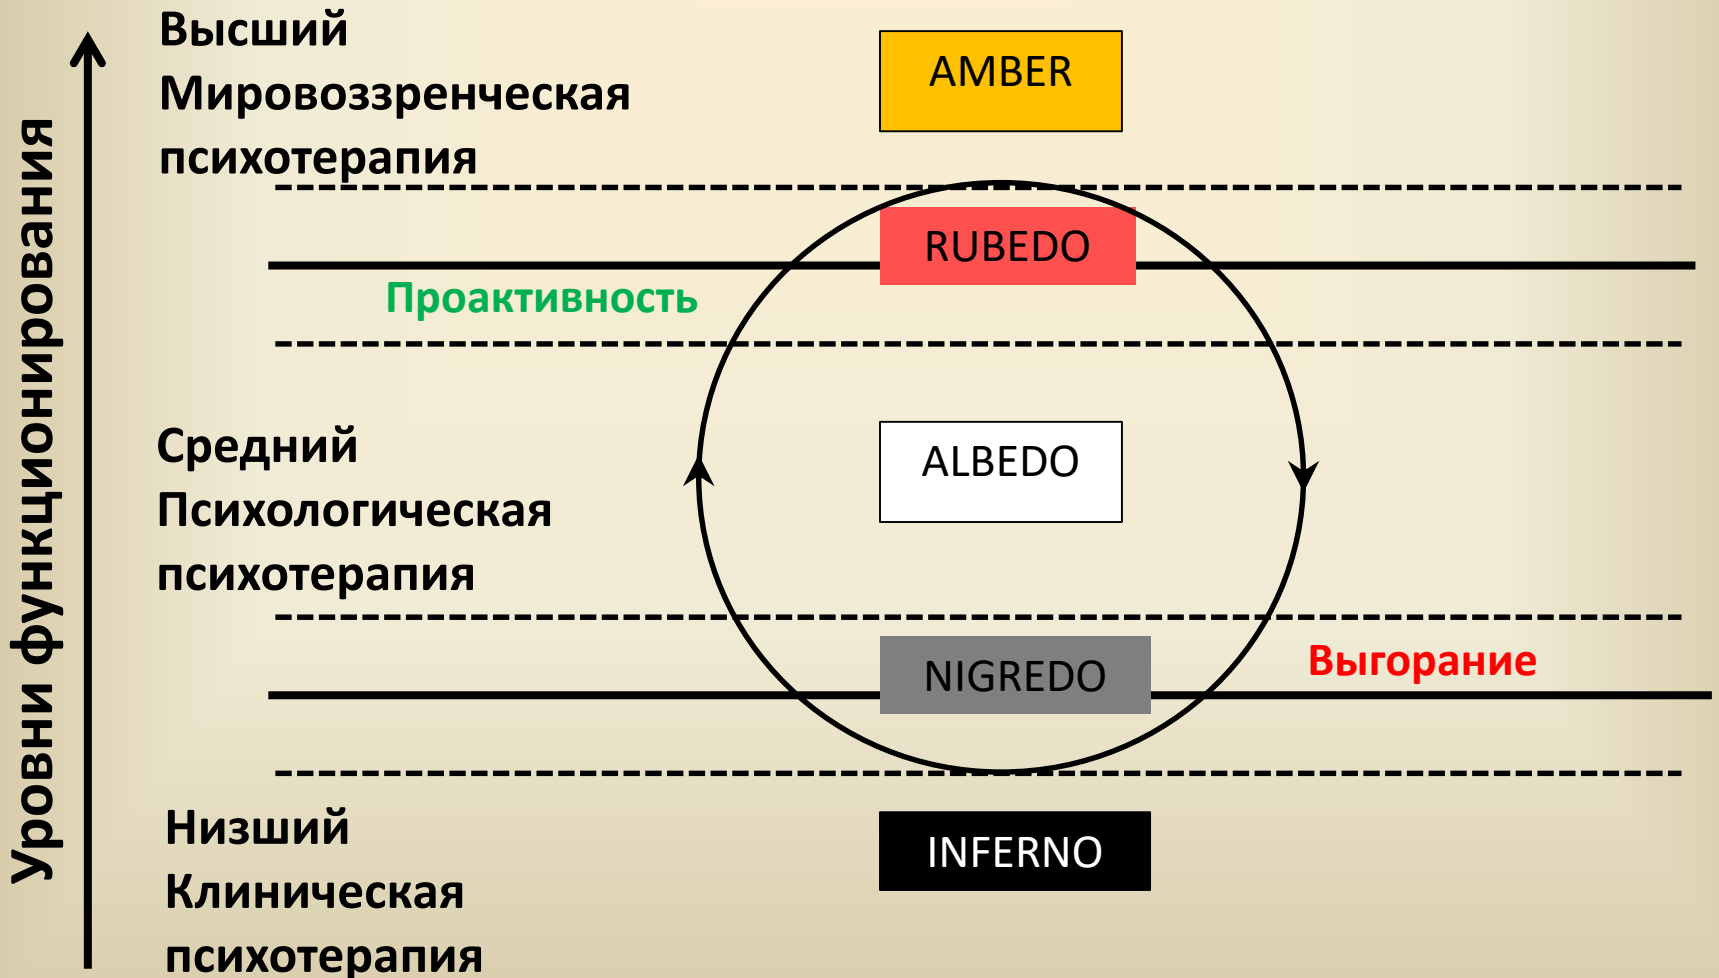 Уровни функционирования
Высший
Мировоззренческая
психотерапия
AMBER
RUBEDO
Проактивность
Средний
Психологическая
психотерапия
ALBEDO
NIGREDO
Выгорание
Низший
Клиническая
психотерапия
INFERNO